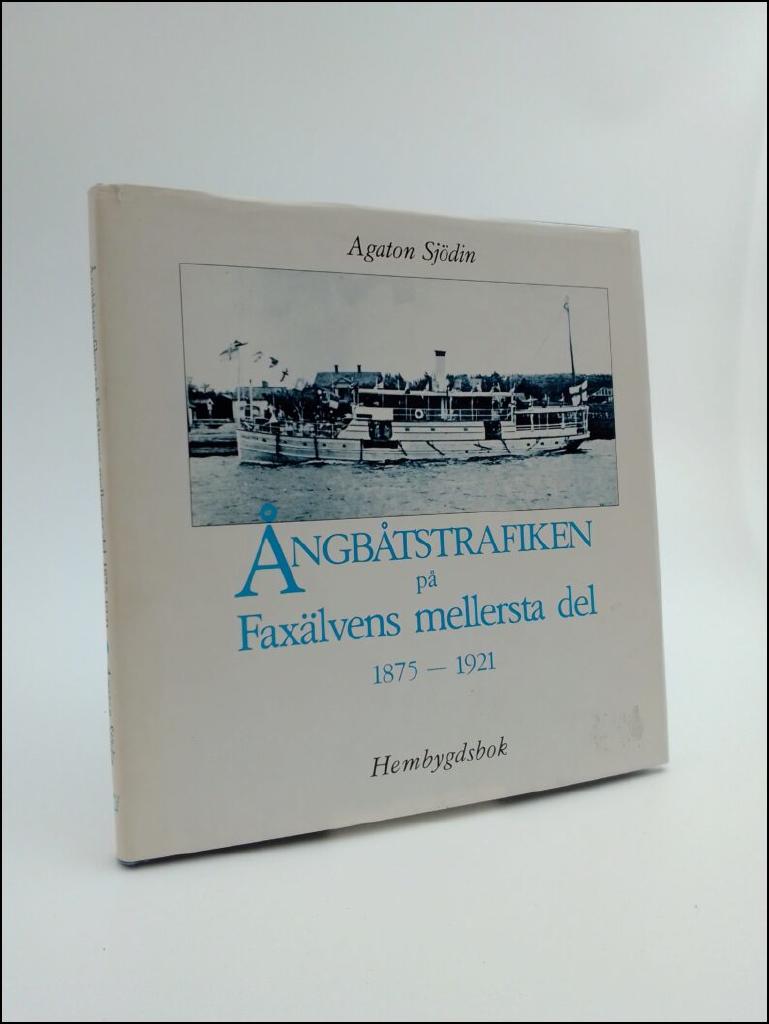 Agaton Sjödin
ÅNGBÅTSTRAFIKEN
på
Faxälvens mellersta del
1875 — 1921
Hembygdsbok